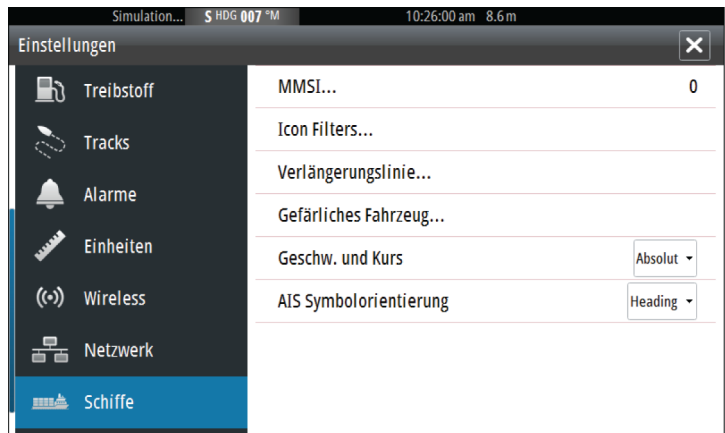 Simulation... S HDG 007 °M 10:26:00 am 8.6 m
Einstellungen
Treibstoff
Tracks
Alarme
Einheiten
Wireless
Netzwerk
Schiffe
MMSI... 0
Icon Filters...
Verlängerungslinie...
Gefärliches Fahrzeug...
Geschw. und Kurs Absolut
AIS Symbolorientierung Heading